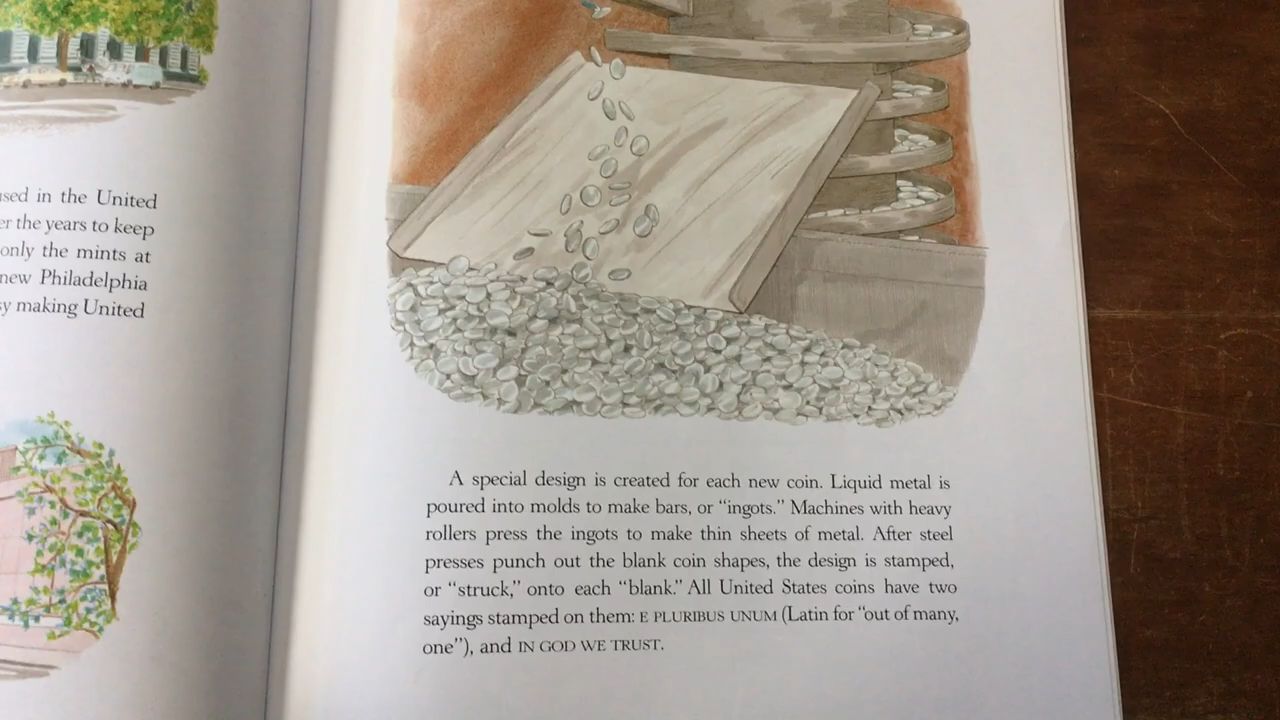 used in the United
er the years to keep
only the mints at
new Philadelphia
sy making United
A special design is created for each new coin. Liquid metal is
poured into molds to make bars, or “ingots.” Machines with heavy
rollers press the ingots to make thin sheets of metal. After steel
presses punch out the blank coin shapes, the design is stamped,
or “struck,” onto each “blank.” All United States coins have two
sayings stamped on them: E PLURIBUS UNUM (Latin for “out of many,
one”), and IN GOD WE TRUST.